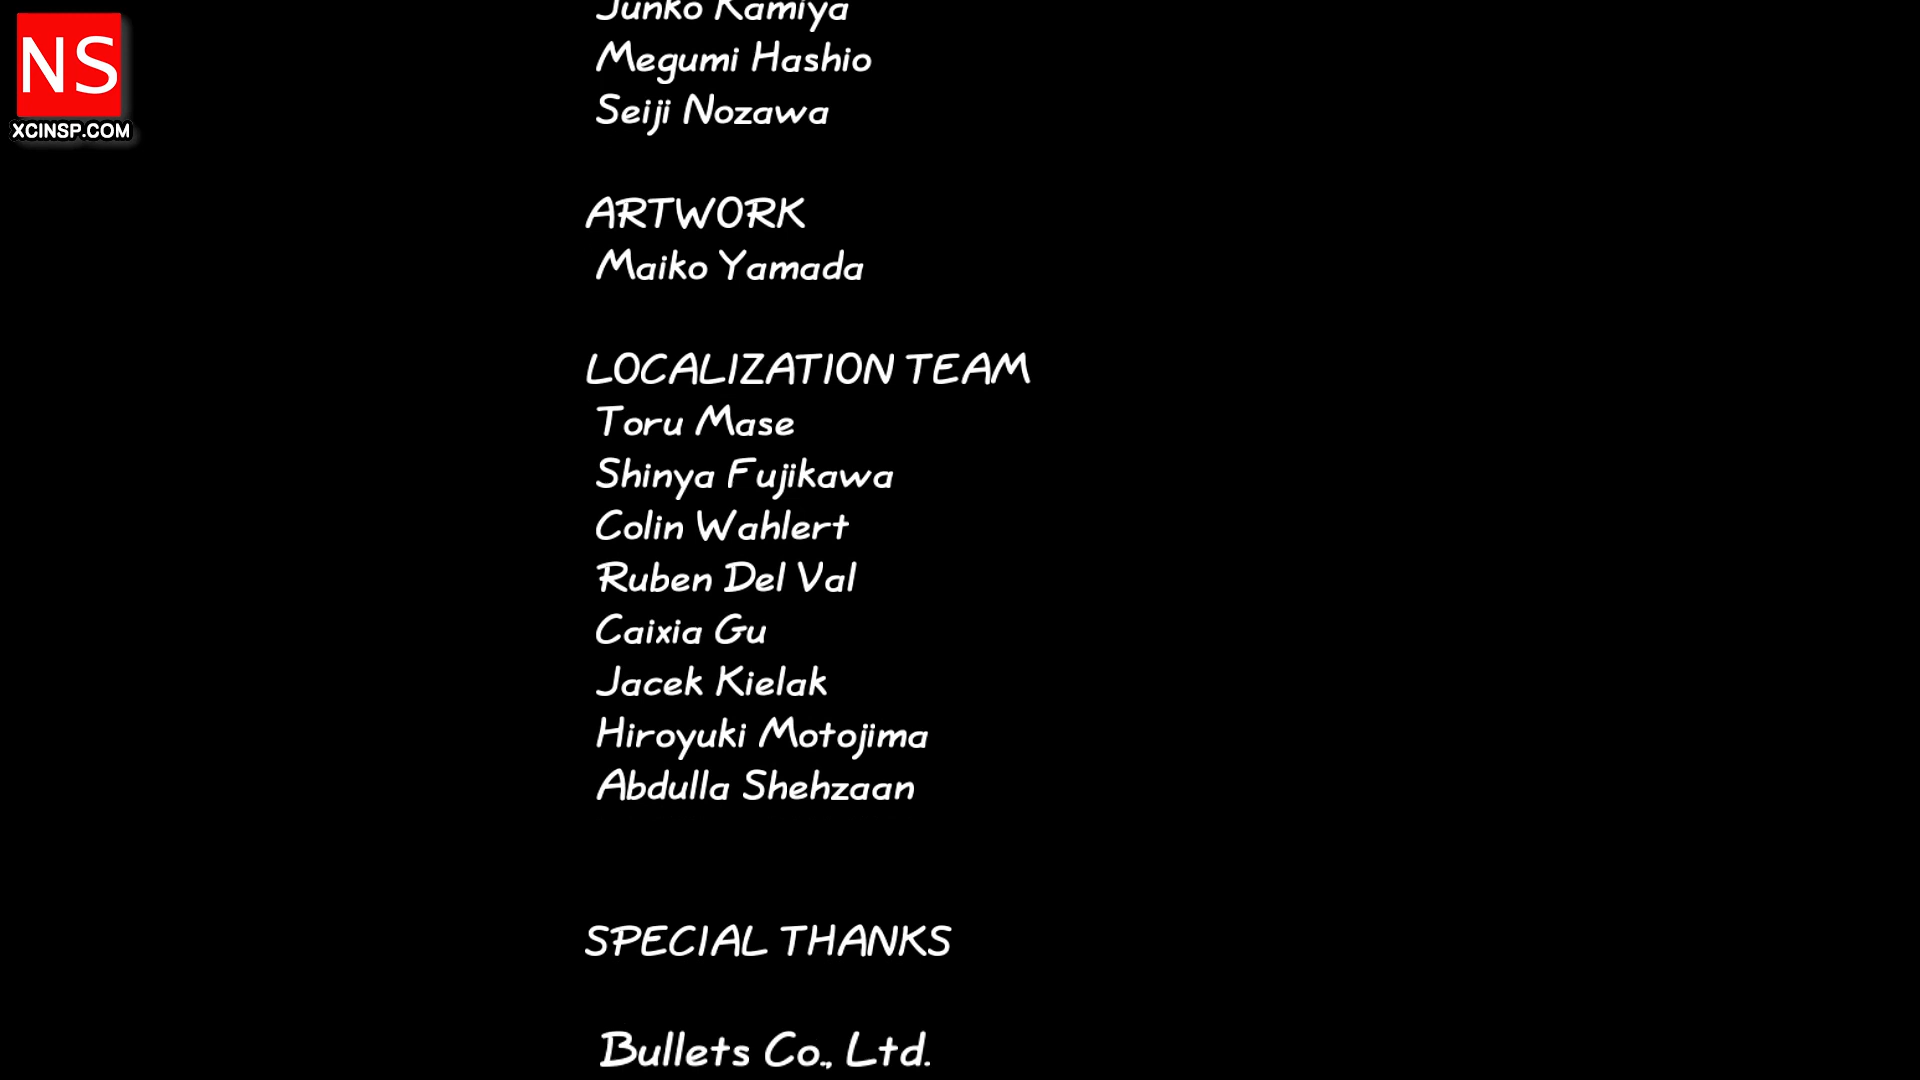 NS
XCINSP.COM
Junko Kamiya
Megumi Hashio
Seiji Nozawa
ARTWORK
Maiko Yamada
LOCALIZATION TEAM
Toru Mase
Shinya Fujikawa
Colin Wahlert
Ruben Del Val
Caixia Gu
Jacek Kielak
Hiroyuki Motojima
Abdulla Shehzaan
SPECIAL THANKS
Bullets Co., Ltd.